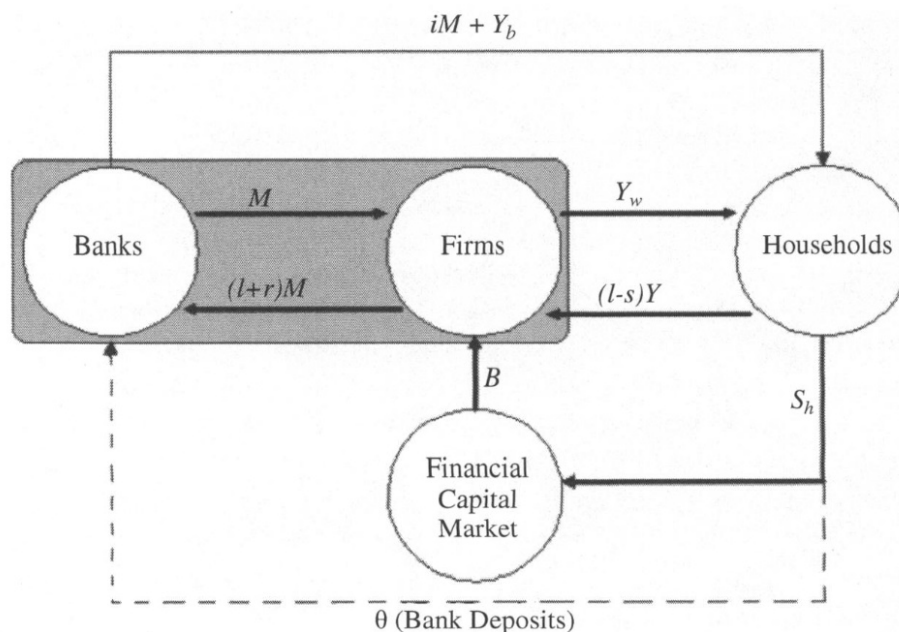 iM + Y_b
M
Y_w
Banks
Firms
Households
(l+r)M
(l-s)Y
B
S_h
Financial
Capital
Market
θ (Bank Deposits)